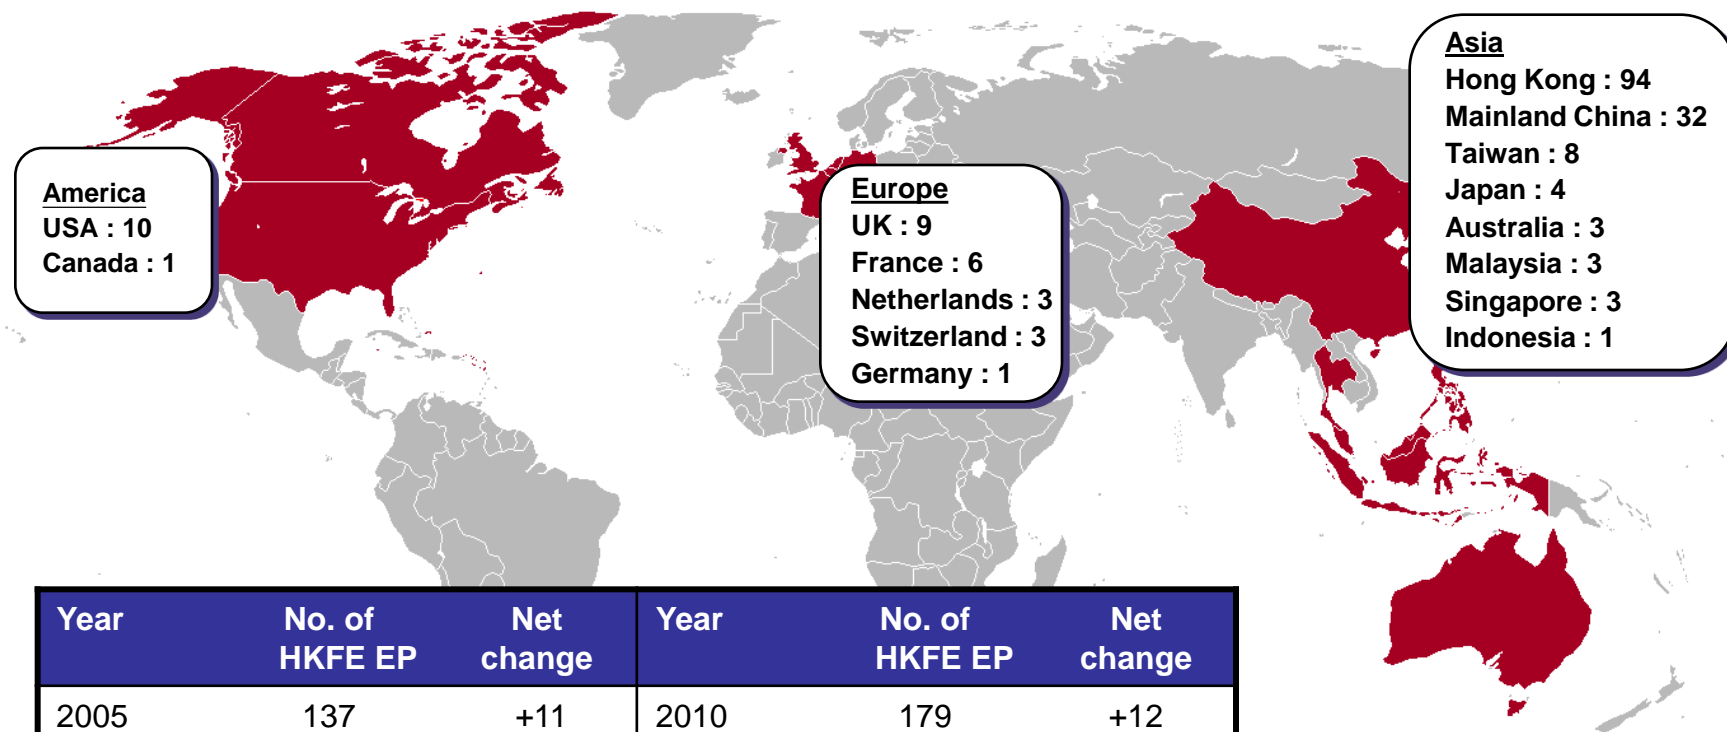 America
USA : 10
Canada : 1
Europe
UK : 9
France : 6
Netherlands : 3
Switzerland : 3
Germany : 1
Asia
Hong Kong : 94
Mainland China : 32
Taiwan : 8
Japan : 4
Australia : 3
Malaysia : 3
Singapore : 3
Indonesia : 1
Year No. of Net Year No. of Net
HKFE EP change HKFE EP change
2005 137 +11 2010 179 +12